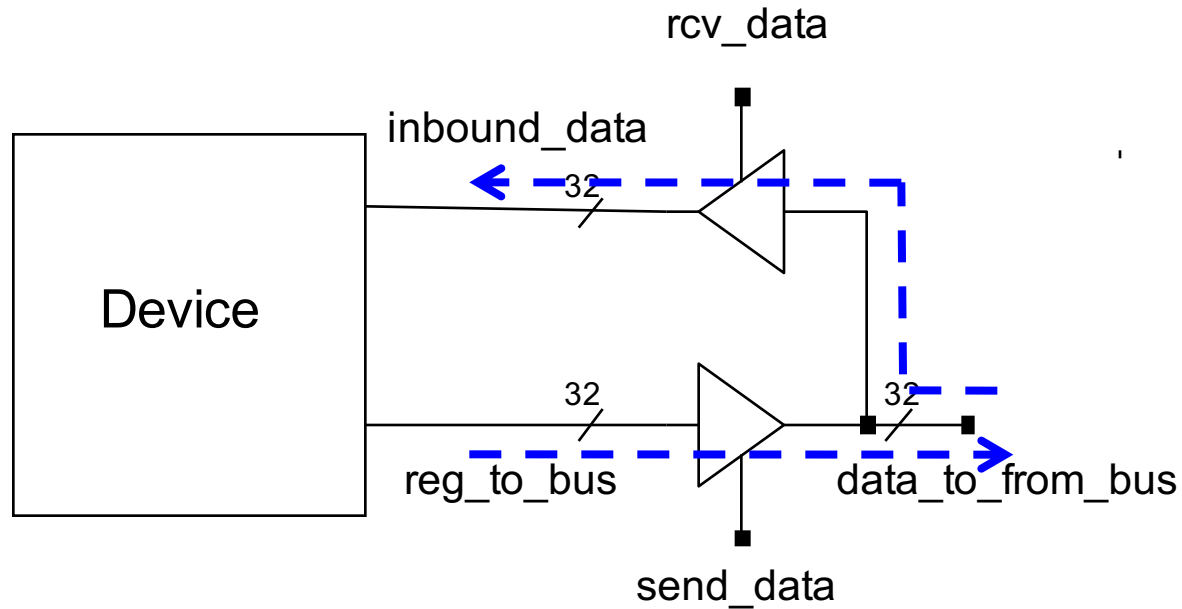 rcv_data
inbound_data
32
Device
32
32
reg_to_bus
data_to_from_bus
send_data